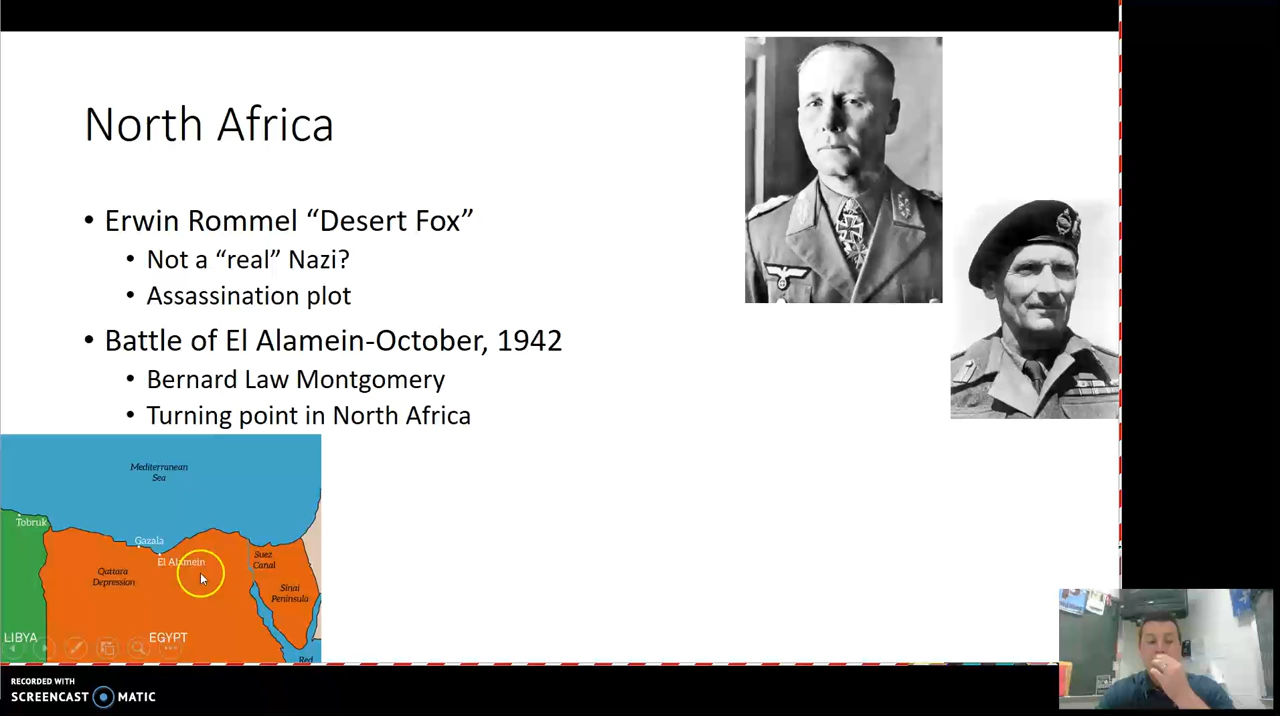 North Africa
• Erwin Rommel “Desert Fox”
• Not a “real” Nazi?
• Assassination plot
• Battle of El Alamein-October, 1942
• Bernard Law Montgomery
• Turning point in North Africa
Mediterranean
Sea
Tobruk
Gazala
El Alamein
Suez
Canal
Qattara
Depression
Sinai
Peninsula
LIBYA
EGYPT
Red
RECORDED WITH
SCREENCAST MATIC